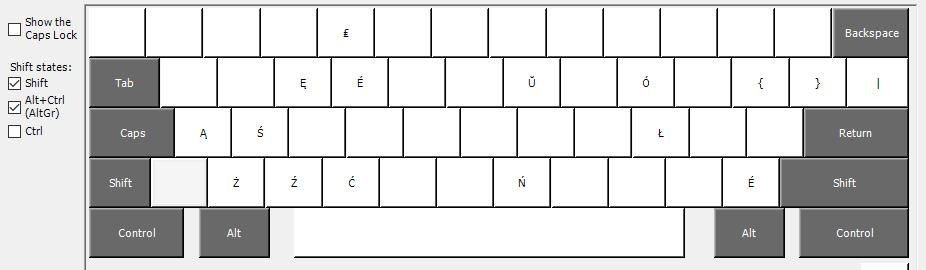 Show the
Caps Lock
Shift states:
Shift
Alt+Ctrl
(AltGr)
Ctrl
₤ Backspace
Tab Ę É Ŭ Ó { } |
Caps Ą Ś Ł Return
Shift Ż Ź Ć Ń É Shift
Control Alt Alt Control